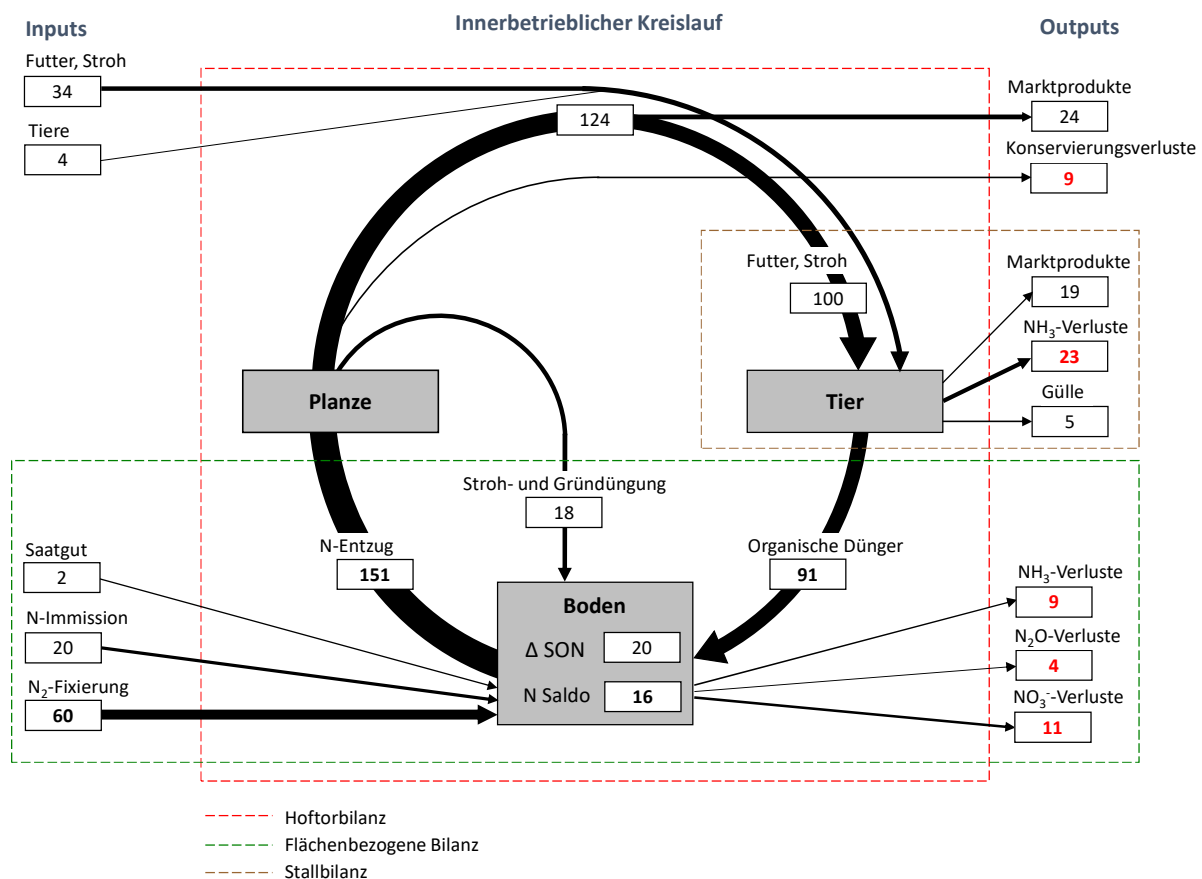 Inputs
Innerbetrieblicher Kreislauf
Outputs
Futter, Stroh
34
Tiere
4
124
Marktprodukte
24
Konservierungsverluste
9
Futter, Stroh
100
Marktprodukte
19
NH₃-Verluste
23
Gülle
5
Planze
Tier
Stroh- und Gründüngung
18
N-Entzug
151
Organische Dünger
91
Saatgut
2
N-Immission
20
N₂-Fixierung
60
Boden
Δ SON 20
N Saldo 16
NH₃-Verluste
9
N₂O-Verluste
4
NO₃⁻-Verluste
11
Hoftorbilanz
Flächenbezogene Bilanz
Stallbilanz